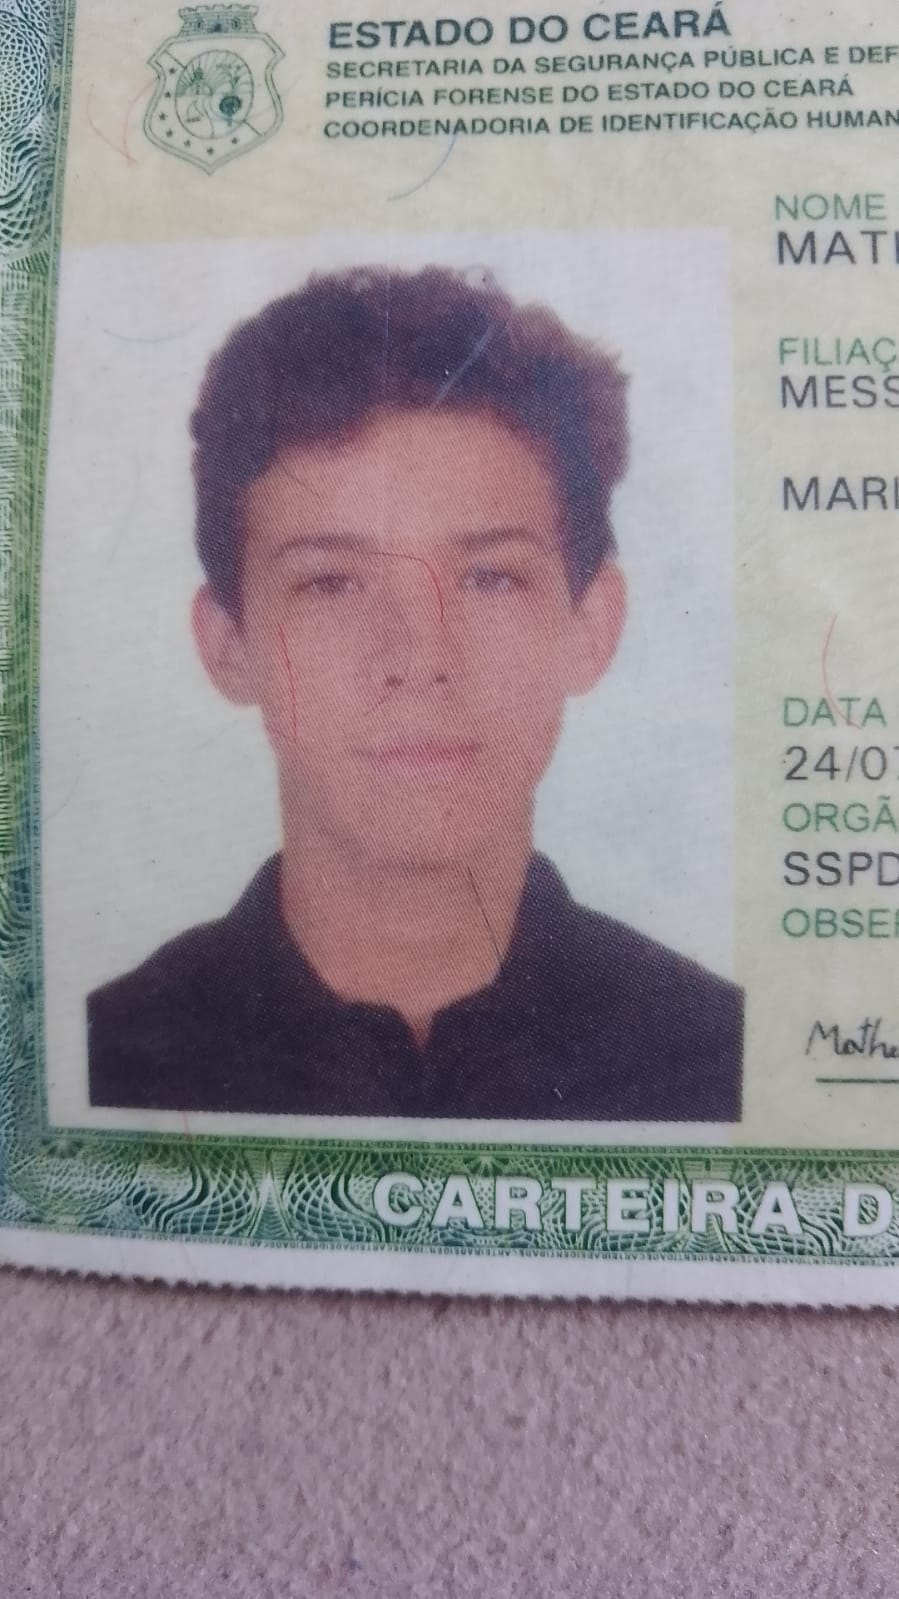 ESTADO DO CEARÁ
SECRETARIA DA SEGURANÇA PÚBLICA E DEF
PERÍCIA FORENSE DO ESTADO DO CEARÁ
COORDENADORIA DE IDENTIFICAÇÃO HUMAN
NOME
MAT
FILIAÇ
MESS
MARI
DATA
24/07
ORGÃ
SSPD
OBSE
Mathe
CARTEIRA D